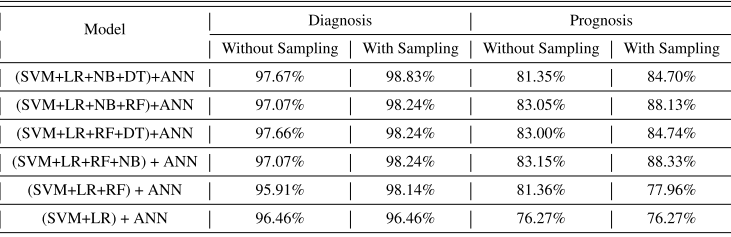 Model Diagnosis Prognosis
Without Sampling With Sampling Without Sampling With Sampling
(SVM+LR+NB+DT)+ANN 97.67% 98.83% 81.35% 84.70%
(SVM+LR+NB+RF)+ANN 97.07% 98.24% 83.05% 88.13%
(SVM+LR+RF+DT)+ANN 97.66% 98.24% 83.00% 84.74%
(SVM+LR+RF+NB) + ANN 97.07% 98.24% 83.15% 88.33%
(SVM+LR+RF) + ANN 95.91% 98.14% 81.36% 77.96%
(SVM+LR) + ANN 96.46% 96.46% 76.27% 76.27%